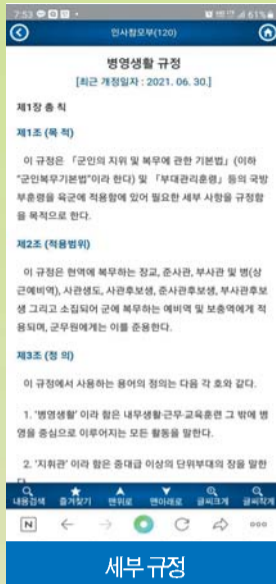 7:53
61%
인사참모부(120)
병영생활 규정
[최근 개정일자 : 2021. 06. 30.]
제1장 총 칙
제1조 (목 적)
이 규정은 「군인의 지위 및 복무에 관한 기본법」(이하
"군인복무기본법"이라 한다) 및 「부대관리훈령」등의 국방
부훈령을 육군에 적용함에 있어 필요한 세부 사항을 규정함
을 목적으로 한다.
제2조 (적용범위)
이 규정은 현역에 복무하는 장교, 준사관, 부사관 및 병(상
근예비역), 사관생도, 사관후보생, 준사관후보생, 부사관후보
생 그리고 소집되어 군에 복무하는 예비역 및 보충역에게 적
용되며, 군무원에게는 이를 준용한다.
제3조 (정 의)
이 규정에서 사용하는 용어의 정의는 다음 각 호와 같다.
1. '병영생활' 이라 함은 내무생활·근무·교육훈련 그 밖에 병
영을 중심으로 이루어지는 모든 활동을 말한다.
2. '지휘관' 이라 함은 중대급 이상의 단위부대의 장을 말한
다
내용검색 즐겨찾기 맨위로 맨아래로 글씨크게 글씨작게
N
세부 규정